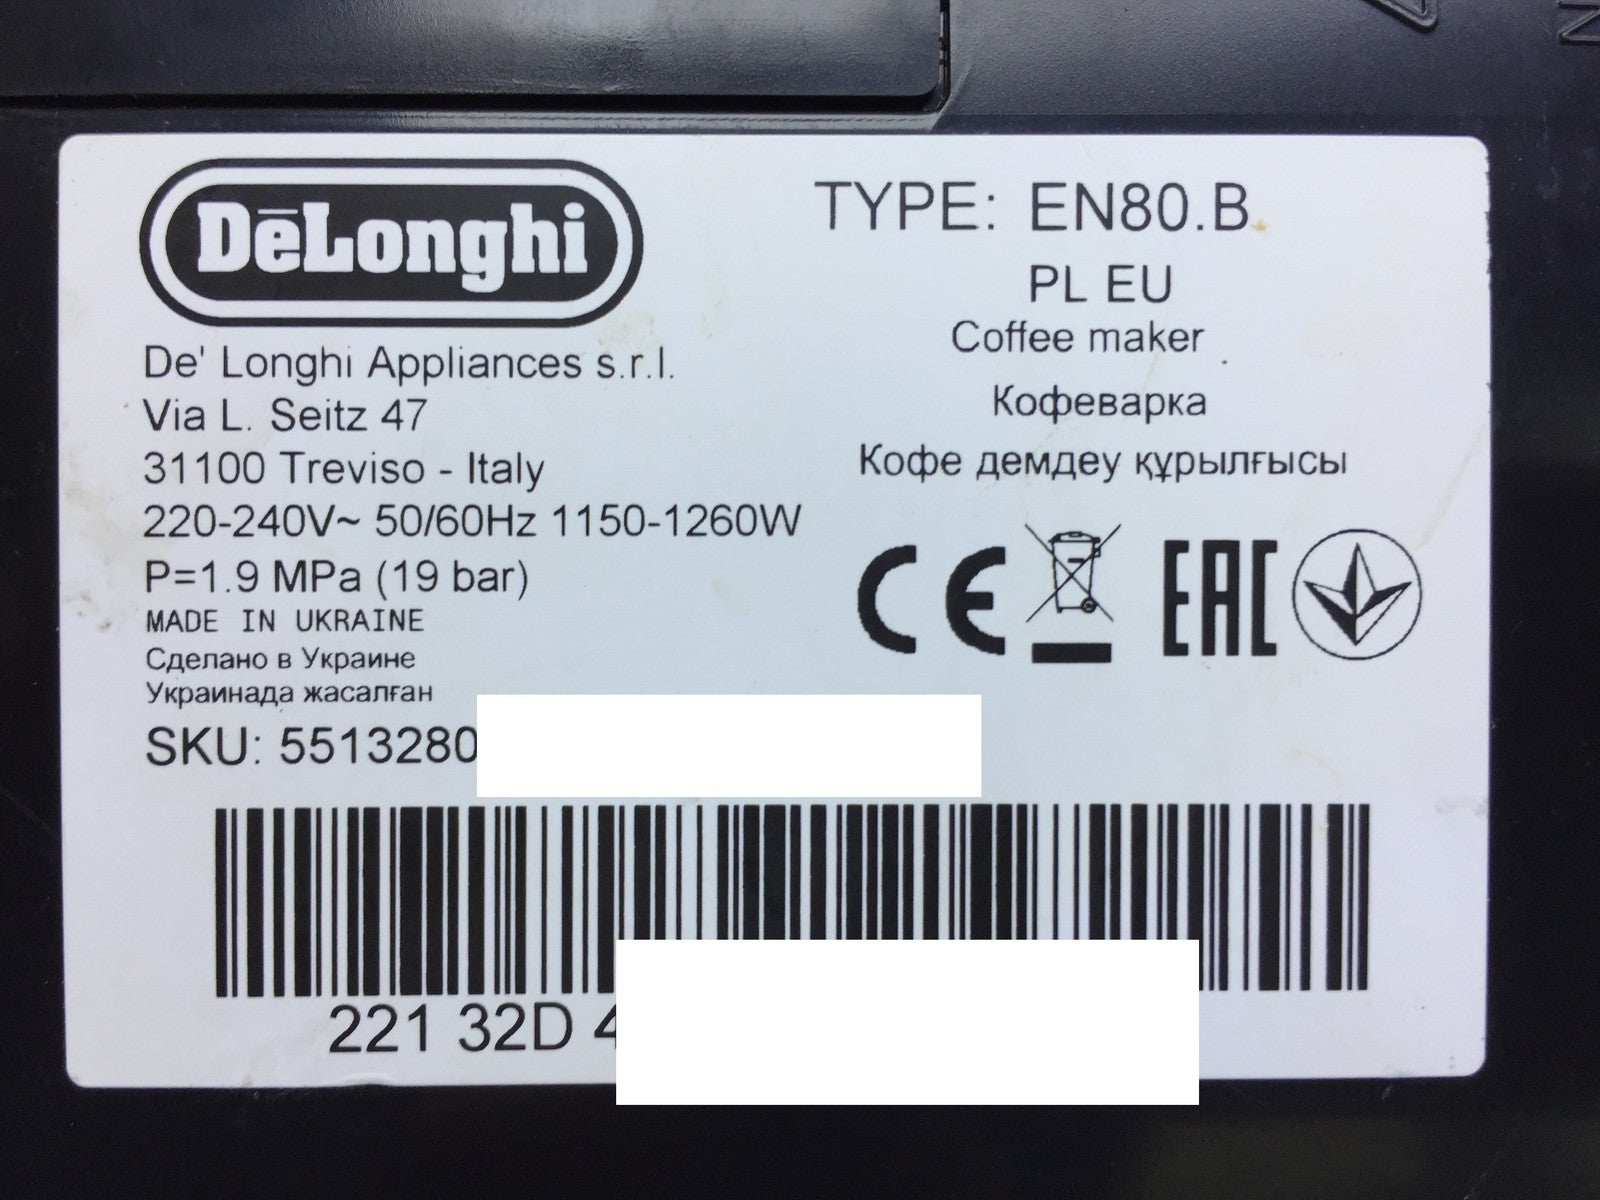 DēLonghi
De' Longhi Appliances s.r.l.
Via L. Seitz 47
31100 Treviso - Italy
220-240V~ 50/60Hz 1150-1260W
P=1.9 MPa (19 bar)
MADE IN UKRAINE
Сделано в Украине
Украинада жасалған
SKU: 5513280
TYPE: EN80.B
PL EU
Coffee maker
Кофеварка
Кофе демдеу құрылғысы
CE
EAC
221 32D 4